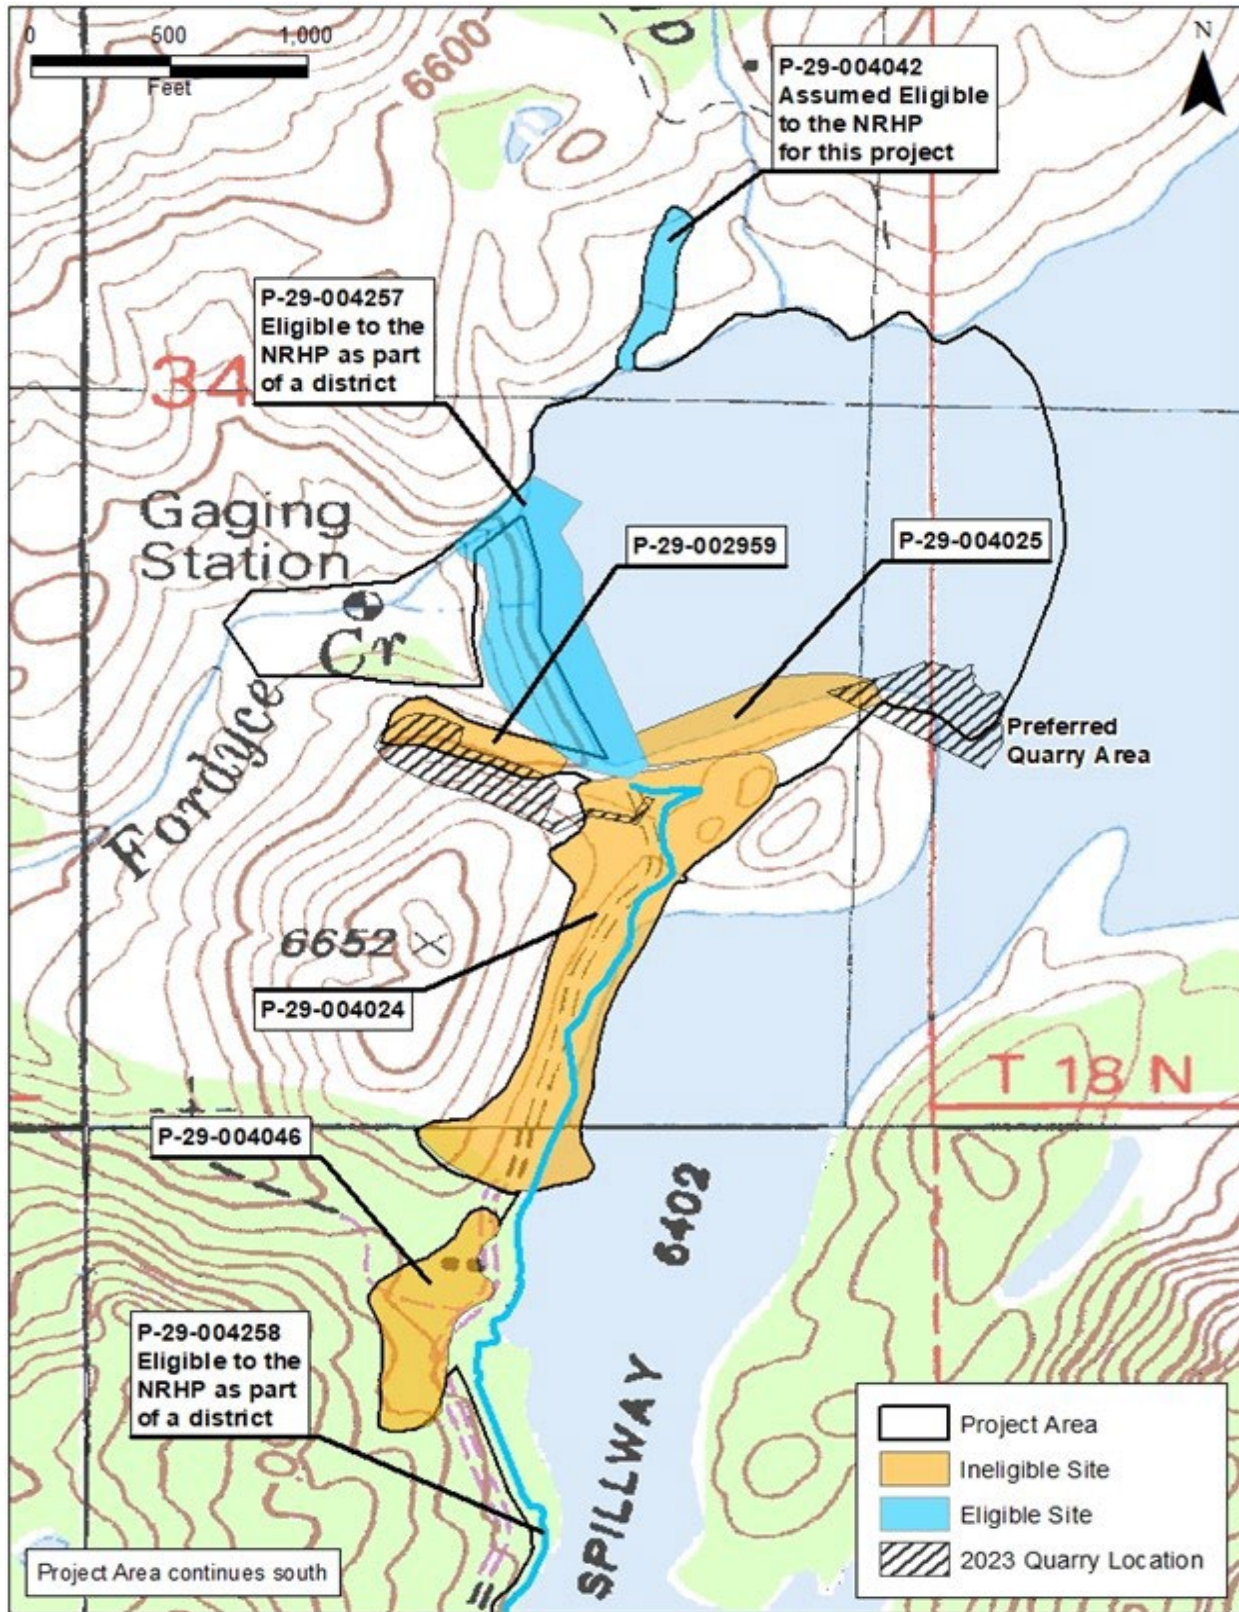 0 500 1,000
Feet
6600
N
P-29-004042
Assumed Eligible
to the NRHP
for this project
P-29-004257
Eligible to the
NRHP as part
of a district
34
Gaging
Station
P-29-002959
P-29-004025
Cr
Fordyce
Preferred
Quarry Area
6652
P-29-004024
T 18 N
P-29-004046
6402
P-29-004258
Eligible to the
NRHP as part
of a district
SPILLWAY
Project Area
Ineligible Site
Eligible Site
2023 Quarry Location
Project Area continues south